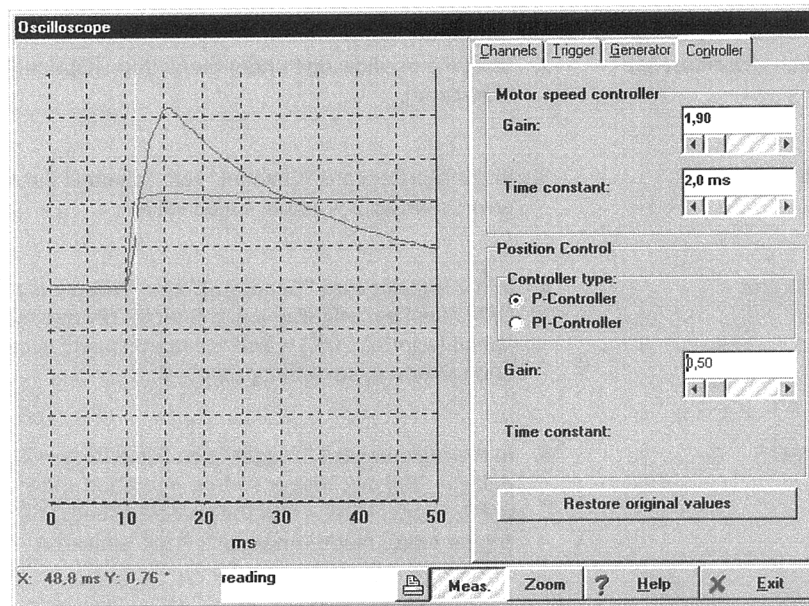 Oscilloscope
Channels Trigger Generator Controller
Motor speed controller
Gain:
1,90
Time constant:
2,0 ms
Position Control
Controller type:
P-Controller
PI-Controller
Gain:
0,50
Time constant:
Restore original values
0 10 20 30 40 50
ms
X: 48,8 ms Y: 0,76 °
reading
Meas. Zoom ? Help Exit